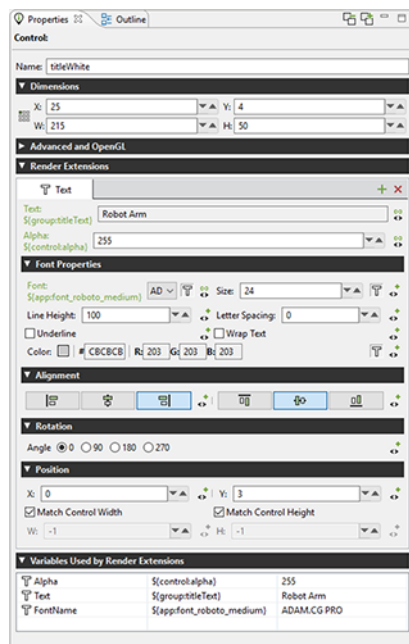 Properties Outline
Control:
Name: titleWhite
Dimensions
X: 25 Y: 4
W: 215 H: 50
Advanced and OpenGL
Render Extensions
Text
Text:
${group:titleText} Robot Arm
Alpha:
${control:alpha} 255
Font Properties
Font:
${app:font_roboto_medium} AD Size: 24
Line Height: 100 Letter Spacing: 0
Underline Wrap Text
Color: # CBCBCB R: 203 G: 203 B: 203
Alignment
Rotation
Angle 0 90 180 270
Position
X: 0 Y: 3
Match Control Width Match Control Height
W: -1 H: -1
Variables Used by Render Extensions
Alpha ${control:alpha} 255
Text ${group:titleText} Robot Arm
FontName ${app:font_roboto_medium} ADAM.CG PRO